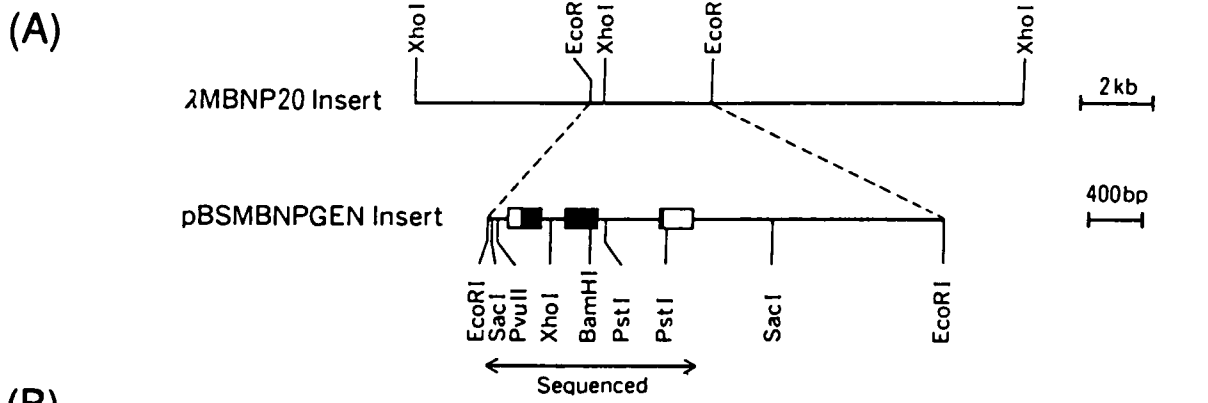 (A)
XhoI
EcoR
XhoI
EcoR
XhoI
λMBNP20 Insert
2kb
pBSMBNPGEN Insert
400bp
EcoRI
SacI
PvuII
XhoI
BamHI
PstI
PstI
SacI
EcoRI
Sequenced
(B)